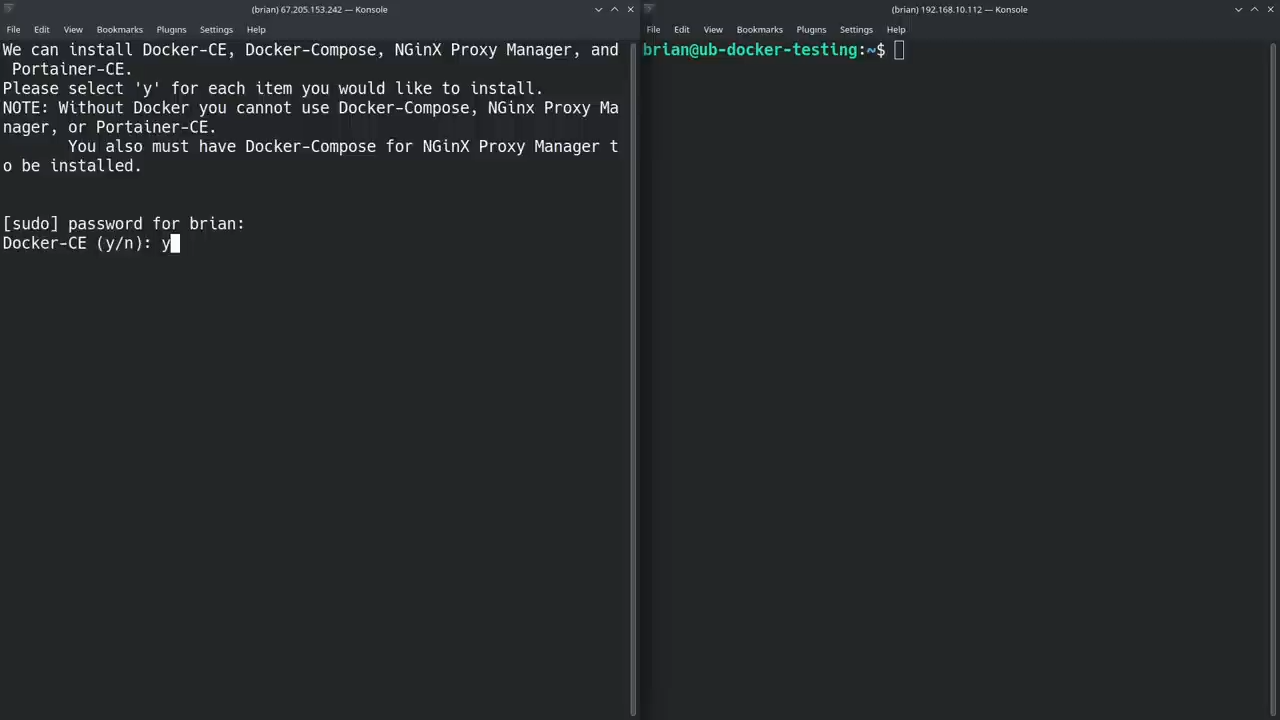 (brian) 67.205.153.242 — Konsole
File Edit View Bookmarks Plugins Settings Help
We can install Docker-CE, Docker-Compose, NGinX Proxy Manager, and
Portainer-CE.
Please select 'y' for each item you would like to install.
NOTE: Without Docker you cannot use Docker-Compose, NGinx Proxy Ma
nager, or Portainer-CE.
You also must have Docker-Compose for NGinX Proxy Manager t
o be installed.
[sudo] password for brian:
Docker-CE (y/n): y
(brian) 192.168.10.112 — Konsole
File Edit View Bookmarks Plugins Settings Help
brian@ub-docker-testing:~$